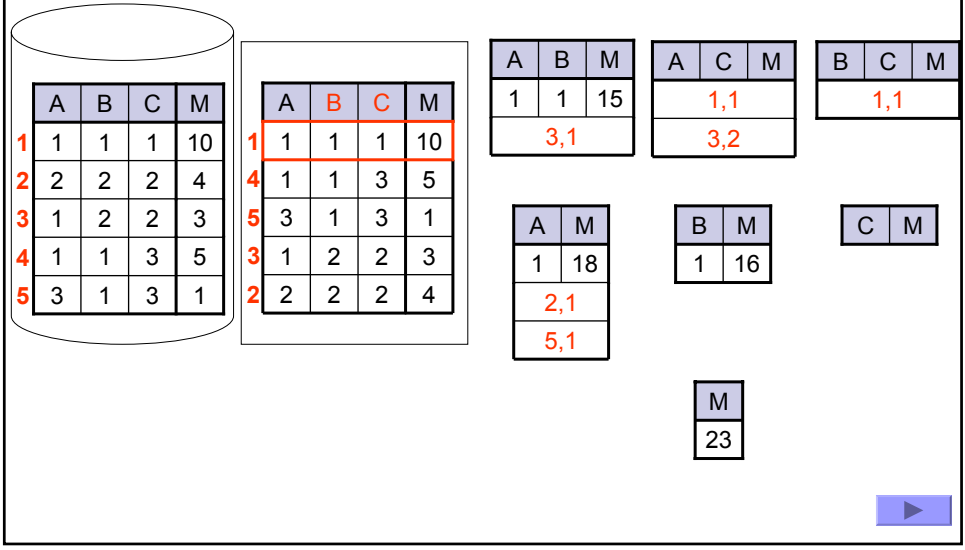 A B C M
1 1 1 1 10
2 2 2 2 4
3 1 2 2 3
4 1 1 3 5
5 3 1 3 1
A B C M
1 1 1 1 10
4 1 1 3 5
5 3 1 3 1
3 1 2 2 3
2 2 2 2 4
A B M
1 1 15
3,1
A C M
1,1
3,2
B C M
1,1
A M
1 18
2,1
5,1
B M
1 16
C M
M
23